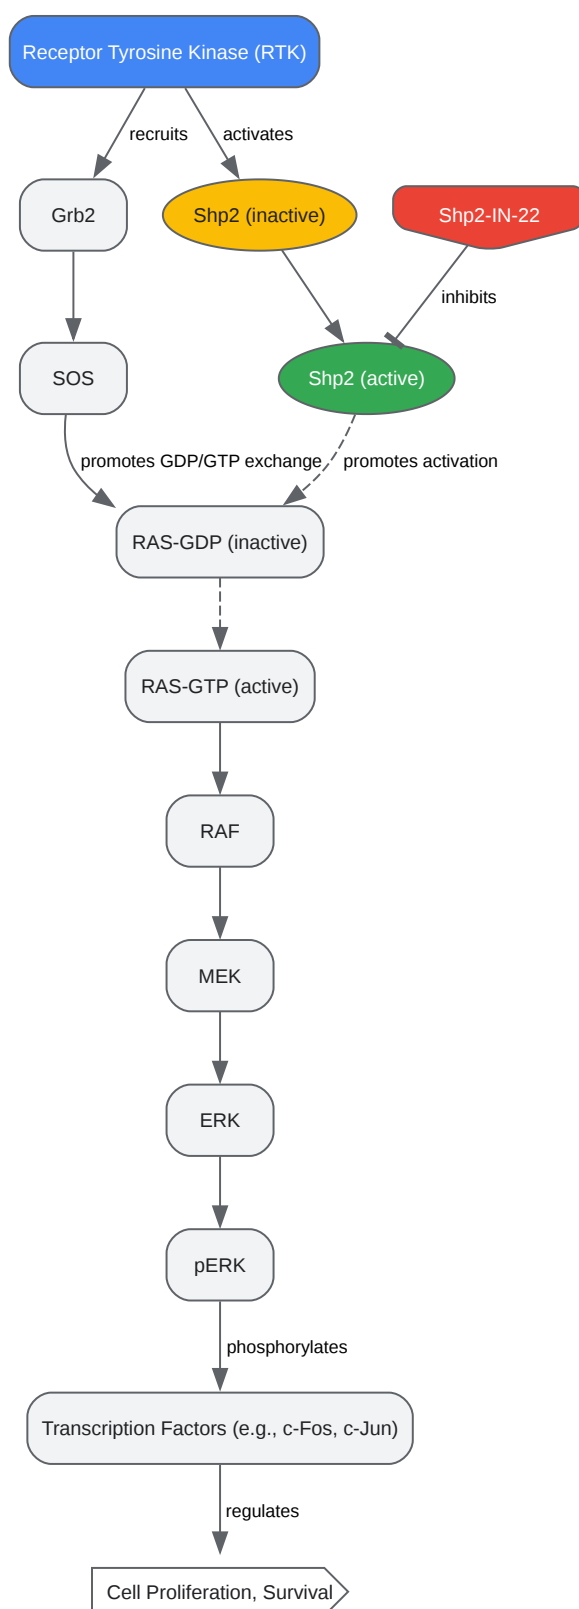 Receptor Tyrosine Kinase (RTK)
recruits
activates
Grb2
Shp2 (inactive)
Shp2-IN-22
inhibits
SOS
Shp2 (active)
promotes GDP/GTP exchange
promotes activation
RAS-GDP (inactive)
RAS-GTP (active)
RAF
MEK
ERK
pERK
phosphorylates
Transcription Factors (e.g., c-Fos, c-Jun)
regulates
Cell Proliferation, Survival